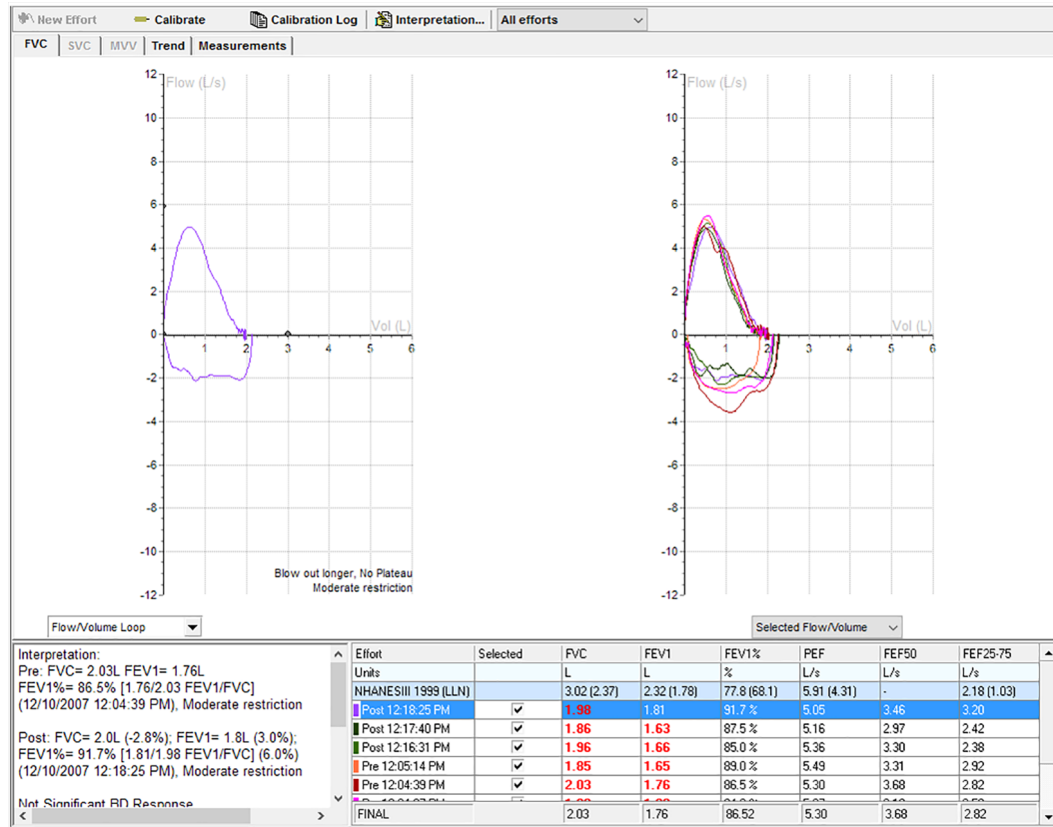 New Effort Calibrate Calibration Log Interpretation... All efforts
FVC SVC MVV Trend Measurements
12 Flow (L/s)
10
8
6
4
2
0 Vol (L)
1 2 3 4 5 6
-2
-4
-6
-8
-10
Blow out longer, No Plateau
Moderate restriction
-12
12 Flow (L/s)
10
8
6
4
2
0 Vol (L)
1 2 3 4 5 6
-2
-4
-6
-8
-10
-12
Flow/Volume Loop
Selected Flow/Volume
Interpretation:
Pre: FVC= 2.03L FEV1= 1.76L
FEV1%= 86.5% [1.76/2.03 FEV1/FVC]
(12/10/2007 12:04:39 PM), Moderate restriction
Post: FVC= 2.0L (-2.8%); FEV1= 1.8L (3.0%);
FEV1%= 91.7% [1.81/1.98 FEV1/FVC] (6.0%)
(12/10/2007 12:18:25 PM), Moderate restriction
Not Significant BD Response
Effort Selected FVC FEV1 FEV1% PEF FEF50 FEF25-75
Units L L % L/s L/s L/s
NHANESIII 1999 (LLN) 3.02 (2.37) 2.32 (1.78) 77.8 (68.1) 5.91 (4.31) - 2.18 (1.03)
Post 12:18:25 PM 1.98 1.81 91.7 % 5.05 3.46 3.20
Post 12:17:40 PM 1.86 1.63 87.5 % 5.16 2.97 2.42
Post 12:16:31 PM 1.96 1.66 85.0 % 5.36 3.30 2.38
Pre 12:05:14 PM 1.85 1.65 89.0 % 5.49 3.31 2.92
Pre 12:04:39 PM 2.03 1.76 86.5 % 5.30 3.68 2.82
FINAL 2.03 1.76 86.52 5.30 3.68 2.82